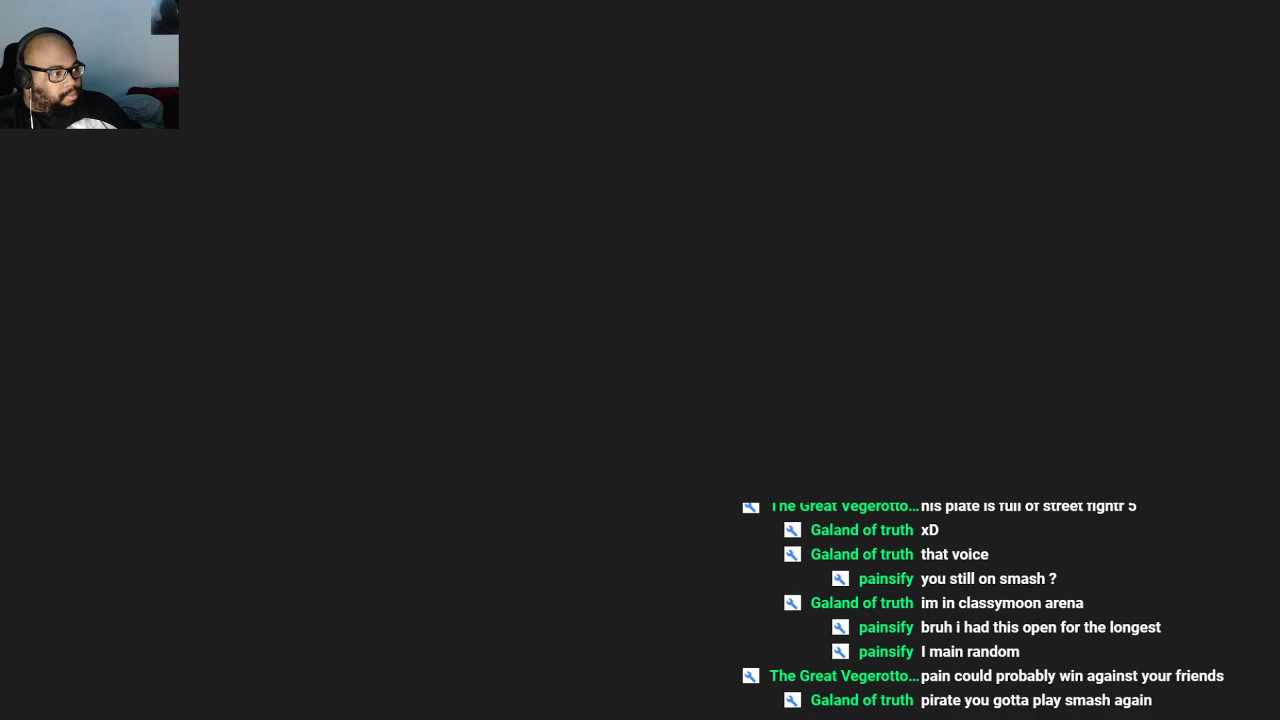 The Great Vegerotto... his plate is full of street fightr 5
Galand of truth xD
Galand of truth that voice
painsify you still on smash ?
Galand of truth im in classymoon arena
painsify bruh i had this open for the longest
painsify I main random
The Great Vegerotto... pain could probably win against your friends
Galand of truth pirate you gotta play smash again